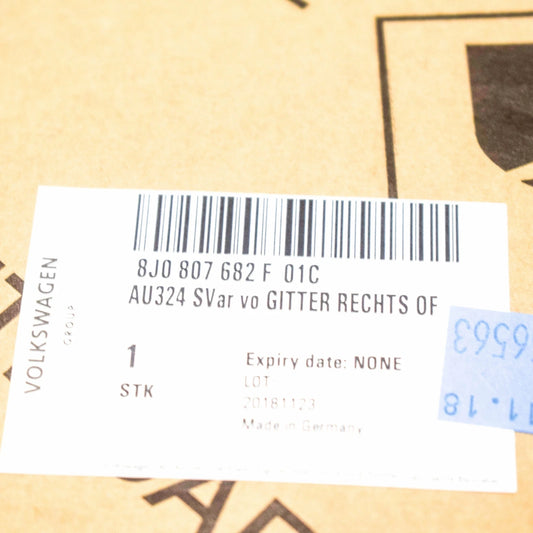 VOLKSWAGEN
GROUP
8J0 807 682 F 01C
AU324 SVar vo GITTER RECHTS OF
1
STK
Expiry date: NONE
LOT
20181123
Made in Germany
6563
11.18